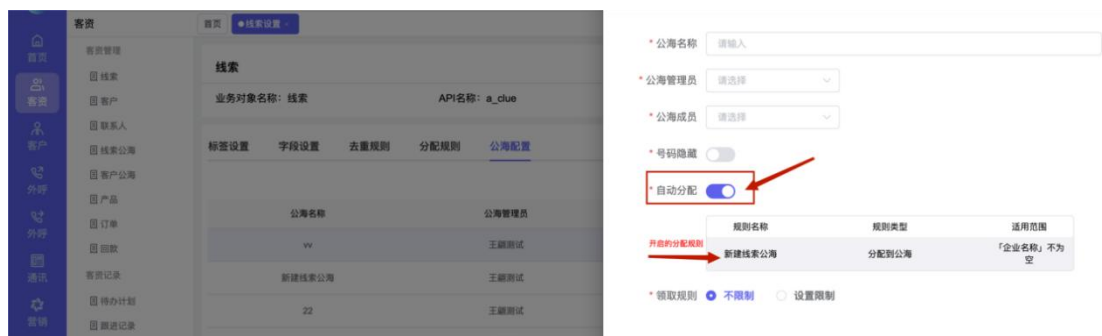 首页
客资
客户
外呼
外呼
通讯
营销
客资
客资管理
线索
客户
联系人
线索公海
客户公海
产品
订单
回款
客资记录
待办计划
跟进记录
首页 线索设置
线索
业务对象名称：线索 API名称：a_clue
标签设置 字段设置 去重规则 分配规则 公海配置
公海名称 公海管理员
vv 王颖测试
新建线索公海 王颖测试
22 王颖测试
* 公海名称 请输入
* 公海管理员 请选择
* 公海成员 请选择
* 号码隐藏
* 自动分配
规则名称 规则类型 适用范围
开启的分配规则 新建线索公海 分配到公海 「企业名称」不为空
* 领取规则 不限制 设置限制